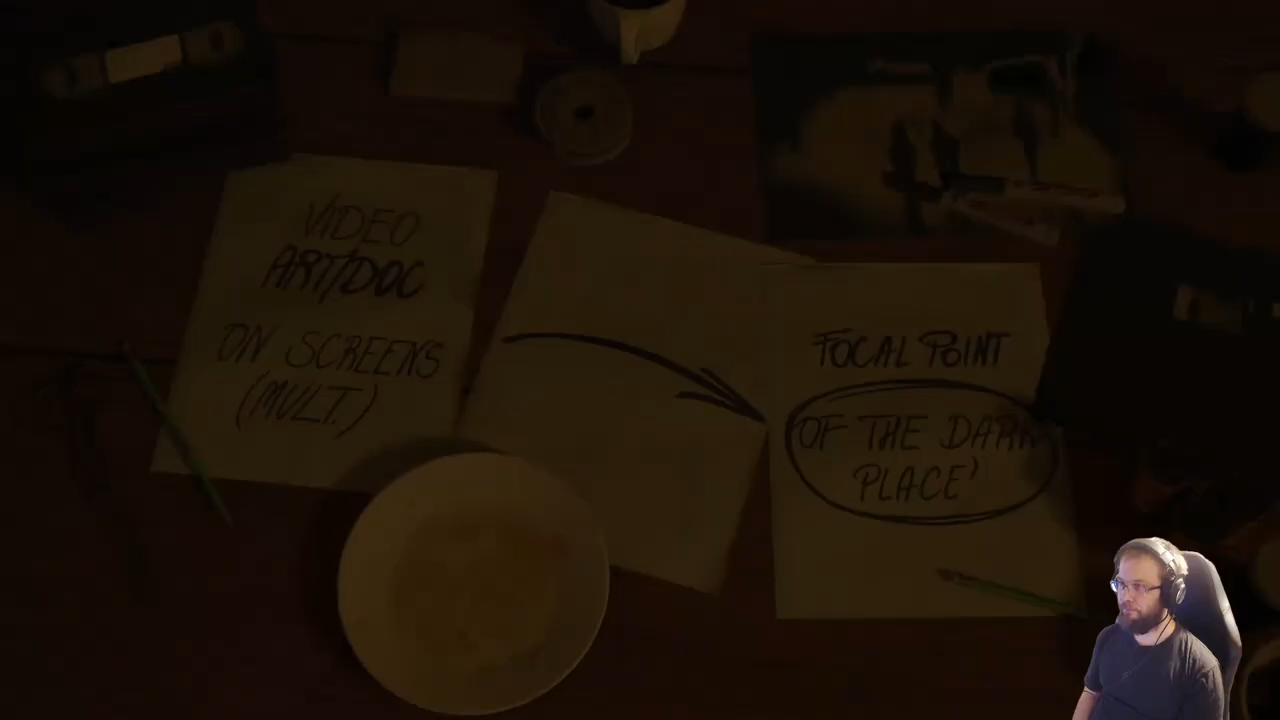 VIDEO
ART/DOC
ON SCREENS
(MULT.)
FOCAL POINT
OF THE DARK
PLACE'